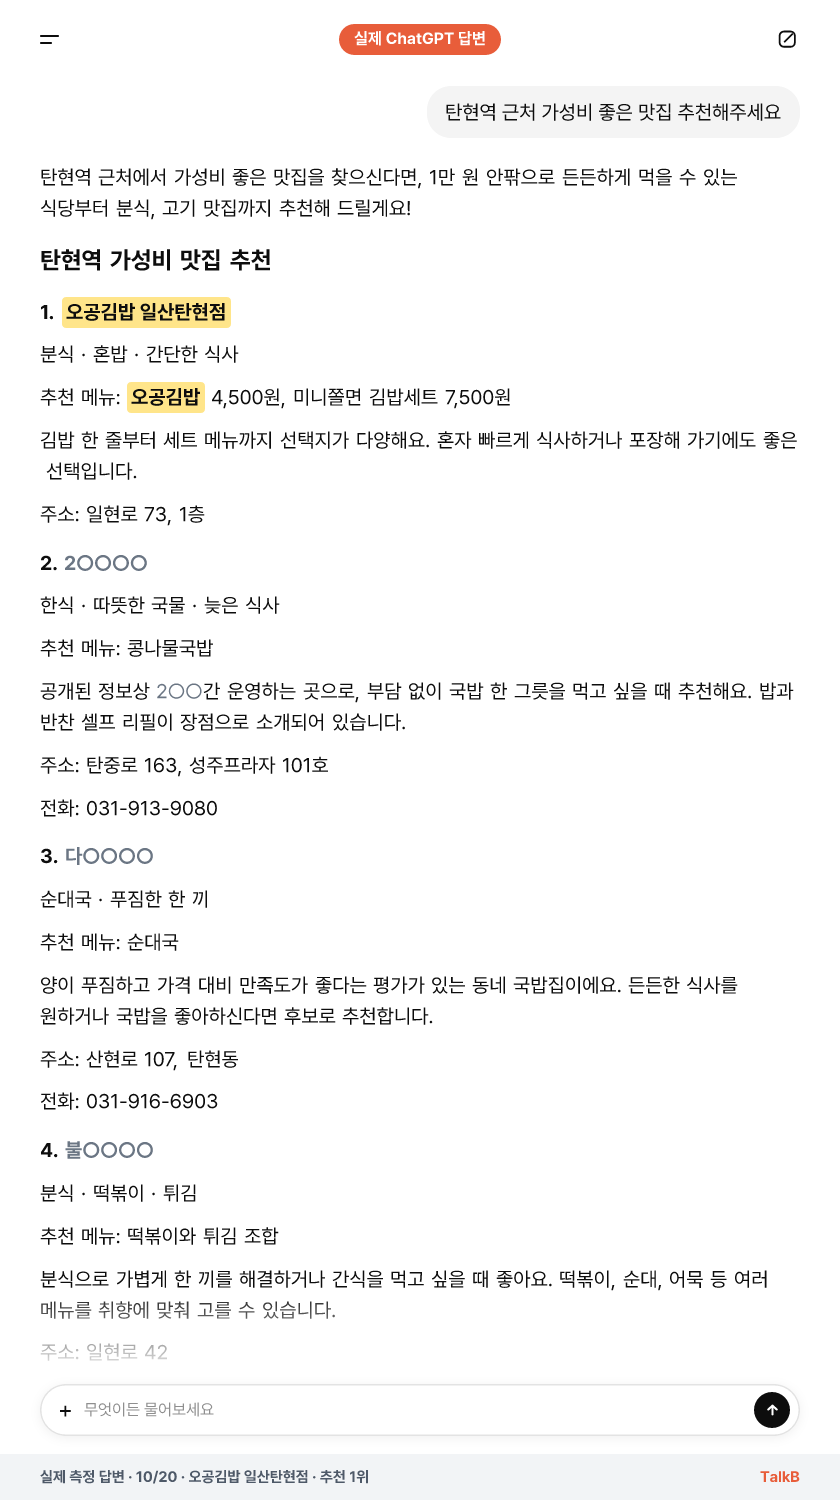 실제 ChatGPT 답변
탄현역 근처 가성비 좋은 맛집 추천해주세요
탄현역 근처에서 가성비 좋은 맛집을 찾으신다면, 1만 원 안팎으로 든든하게 먹을 수 있는
식당부터 분식, 고기 맛집까지 추천해 드릴게요!
탄현역 가성비 맛집 추천
1. 오공김밥 일산탄현점
분식 · 혼밥 · 간단한 식사
추천 메뉴: 오공김밥 4,500원, 미니쫄면 김밥세트 7,500원
김밥 한 줄부터 세트 메뉴까지 선택지가 다양해요. 혼자 빠르게 식사하거나 포장해 가기에도 좋은
선택입니다.
주소: 일현로 73, 1층
2. 2○○○○
한식 · 따뜻한 국물 · 늦은 식사
추천 메뉴: 콩나물국밥
공개된 정보상 2○○간 운영하는 곳으로, 부담 없이 국밥 한 그릇을 먹고 싶을 때 추천해요. 밥과
반찬 셀프 리필이 장점으로 소개되어 있습니다.
주소: 탄중로 163, 성주프라자 101호
전화: 031-913-9080
3. 다○○○○
순대국 · 푸짐한 한 끼
추천 메뉴: 순대국
양이 푸짐하고 가격 대비 만족도가 좋다는 평가가 있는 동네 국밥집이에요. 든든한 식사를
원하거나 국밥을 좋아하신다면 후보로 추천합니다.
주소: 산현로 107, 탄현동
전화: 031-916-6903
4. 불○○○○
분식 · 떡볶이 · 튀김
추천 메뉴: 떡볶이와 튀김 조합
분식으로 가볍게 한 끼를 해결하거나 간식을 먹고 싶을 때 좋아요. 떡볶이, 순대, 어묵 등 여러
메뉴를 취향에 맞춰 고를 수 있습니다.
주소: 일현로 42
무엇이든 물어보세요
실제 측정 답변 · 10/20 · 오공김밥 일산탄현점 · 추천 1위
TalkB